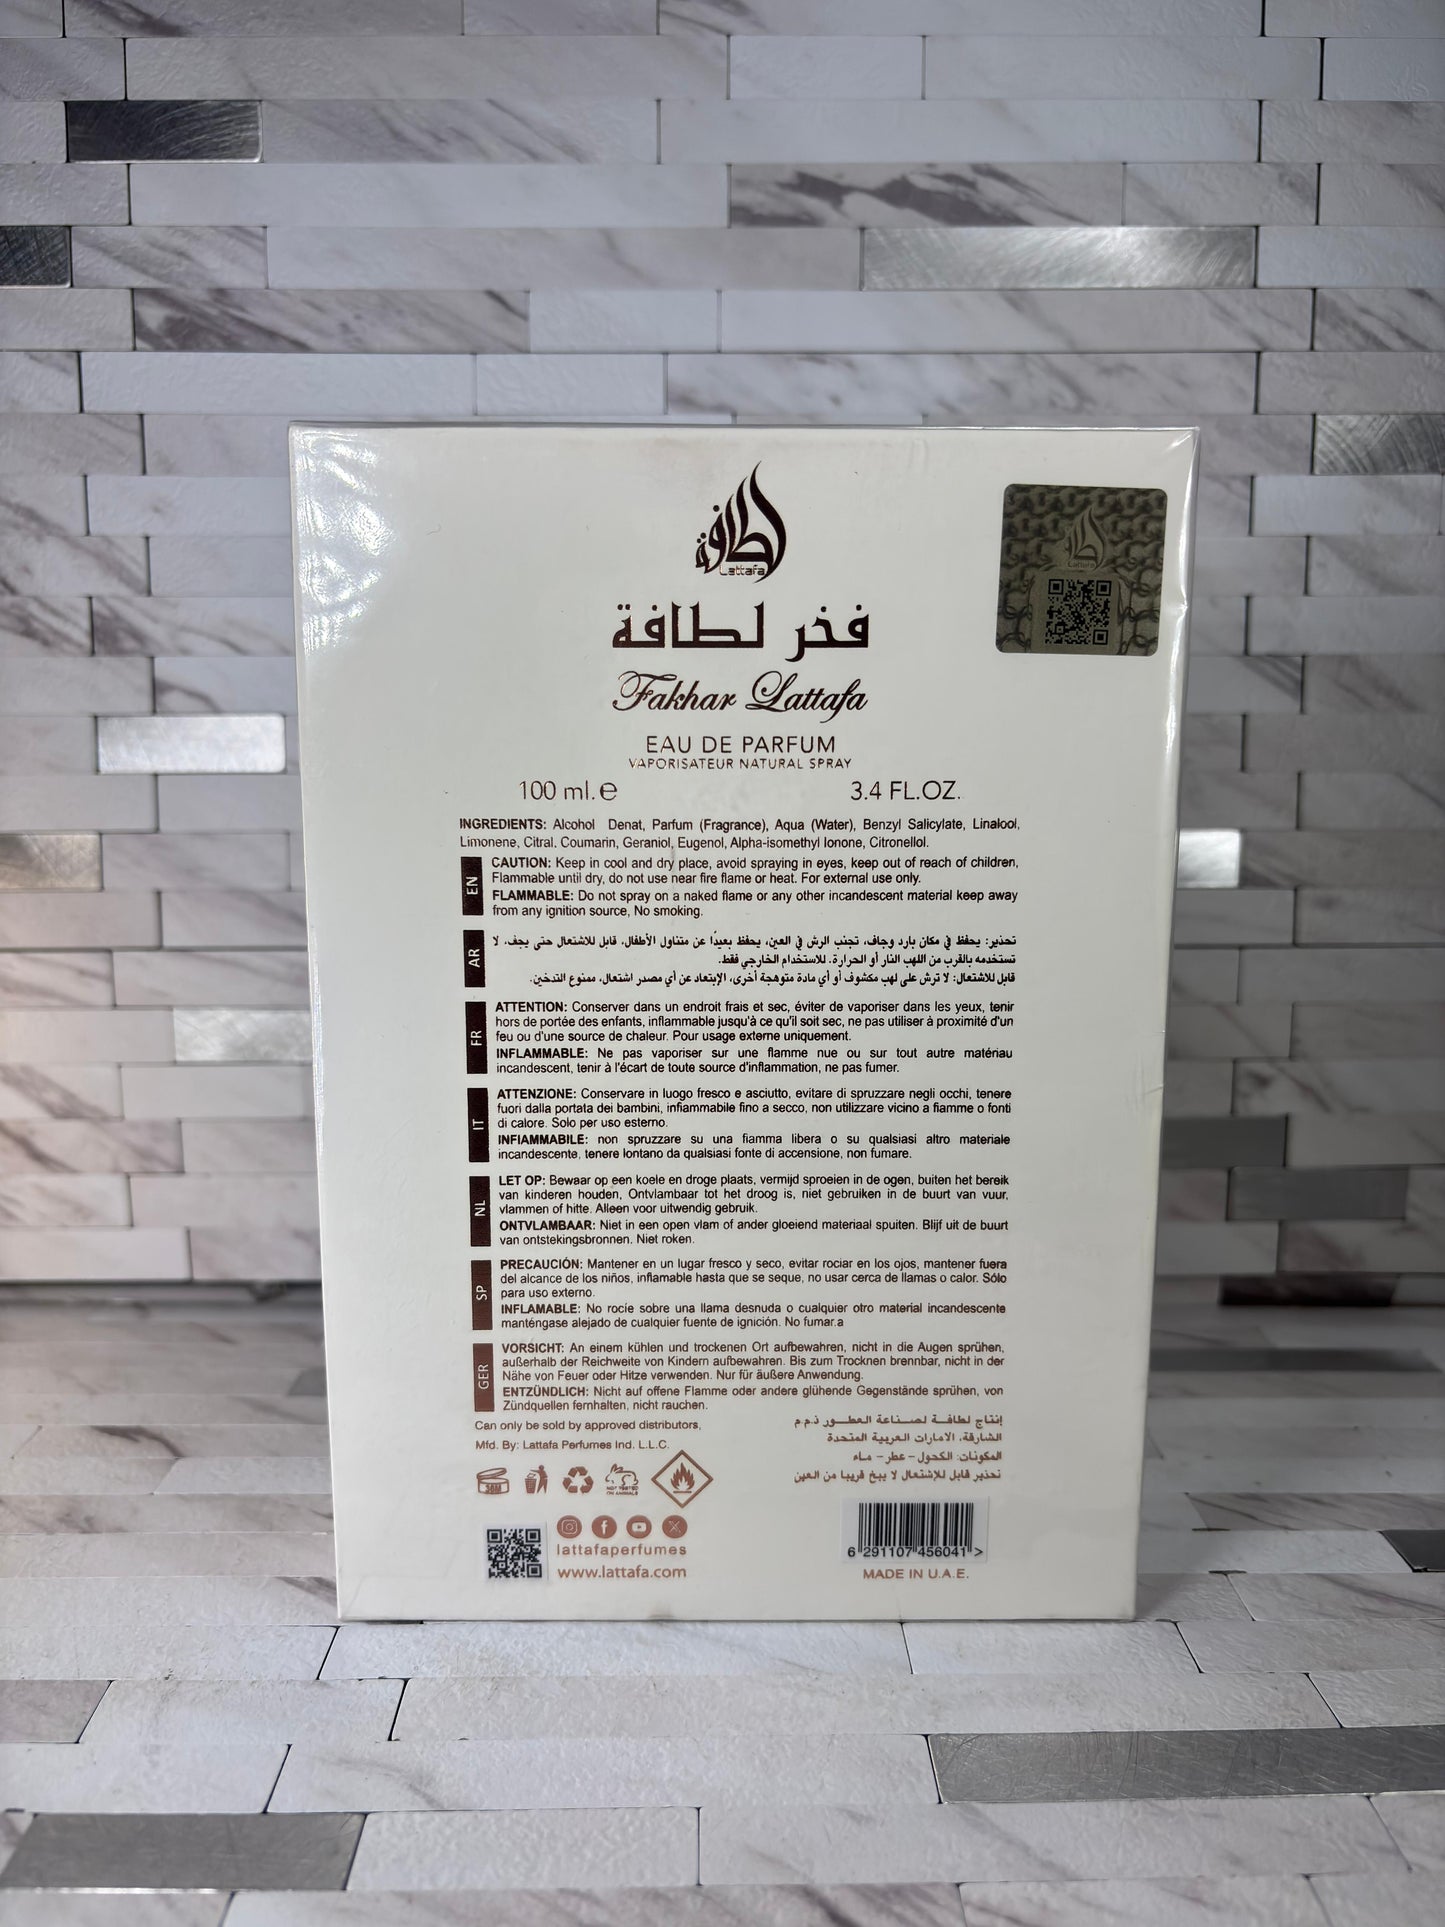 لطافة
Lattafa
لطافة
Lattafa
فخر لطافة
Fakhar Lattafa
EAU DE PARFUM
VAPORISATEUR NATURAL SPRAY
100 ml.e 3.4 FL.OZ.
INGREDIENTS: Alcohol Denat, Parfum (Fragrance), Aqua (Water), Benzyl Salicylate, Linalool,
Limonene, Citral. Coumarin, Geraniol, Eugenol, Alpha-isomethyl Ionone, Citronellol.
EN
CAUTION: Keep in cool and dry place, avoid spraying in eyes, keep out of reach of children,
Flammable until dry, do not use near fire flame or heat. For external use only.
FLAMMABLE: Do not spray on a naked flame or any other incandescent material keep away
from any ignition source, No smoking.
AR
تحذير: يحفظ في مكان بارد وجاف، تجنب الرش في العين، يحفظ بعيدًا عن متناول الأطفال، قابل للاشتعال حتى يجف، لا
تستخدمه بالقرب من اللهب النار أو الحرارة. للاستخدام الخارجي فقط.
قابل للاشتعال: لا ترش على لهب مكشوف أو أي مادة متوهجة أخرى، الإبتعاد عن أي مصدر اشتعال، ممنوع التدخين.
FR
ATTENTION: Conserver dans un endroit frais et sec, éviter de vaporiser dans les yeux, tenir
hors de portée des enfants, inflammable jusqu'à ce qu'il soit sec, ne pas utiliser à proximité d'un
feu ou d'une source de chaleur. Pour usage externe uniquement.
INFLAMMABLE: Ne pas vaporiser sur une flamme nue ou sur tout autre matériau
incandescent, tenir à l'écart de toute source d'inflammation, ne pas fumer.
IT
ATTENZIONE: Conservare in luogo fresco e asciutto, evitare di spruzzare negli occhi, tenere
fuori dalla portata dei bambini, infiammabile fino a secco, non utilizzare vicino a fiamme o fonti
di calore. Solo per uso esterno.
INFIAMMABILE: non spruzzare su una fiamma libera o su qualsiasi altro materiale
incandescente, tenere lontano da qualsiasi fonte di accensione, non fumare.
NL
LET OP: Bewaar op een koele en droge plaats, vermijd sproeien in de ogen, buiten het bereik
van kinderen houden, Ontvlambaar tot het droog is, niet gebruiken in de buurt van vuur,
vlammen of hitte. Alleen voor uitwendig gebruik.
ONTVLAMBAAR: Niet in een open vlam of ander gloeiend materiaal spuiten. Blijf uit de buurt
van ontstekingsbronnen. Niet roken.
SP
PRECAUCIÓN: Mantener en un lugar fresco y seco, evitar rociar en los ojos, mantener fuera
del alcance de los niños, inflamable hasta que se seque, no usar cerca de llamas o calor. Sólo
para uso externo.
INFLAMABLE: No rocíe sobre una llama desnuda o cualquier otro material incandescente
manténgase alejado de cualquier fuente de ignición. No fumar.a
GER
VORSICHT: An einem kühlen und trockenen Ort aufbewahren, nicht in die Augen sprühen,
außerhalb der Reichweite von Kindern aufbewahren. Bis zum Trocknen brennbar, nicht in der
Nähe von Feuer oder Hitze verwenden. Nur für äußere Anwendung.
ENTZÜNDLICH: Nicht auf offene Flamme oder andere glühende Gegenstände sprühen, von
Zündquellen fernhalten, nicht rauchen.
Can only be sold by approved distributors,
Mfd. By: Lattafa Perfumes Ind. L.L.C.
إنتاج لطافة لصناعة العطور ذ.م.م
الشارقة، الامارات العربية المتحدة
المكونات: الكحول - عطر - ماء
تحذير قابل للإشتعال لا يبخ قريبا من العين
36M
NOT TESTED
ON ANIMALS
lattafaperfumes
www.lattafa.com
6 291107 456041 >
MADE IN U.A.E.